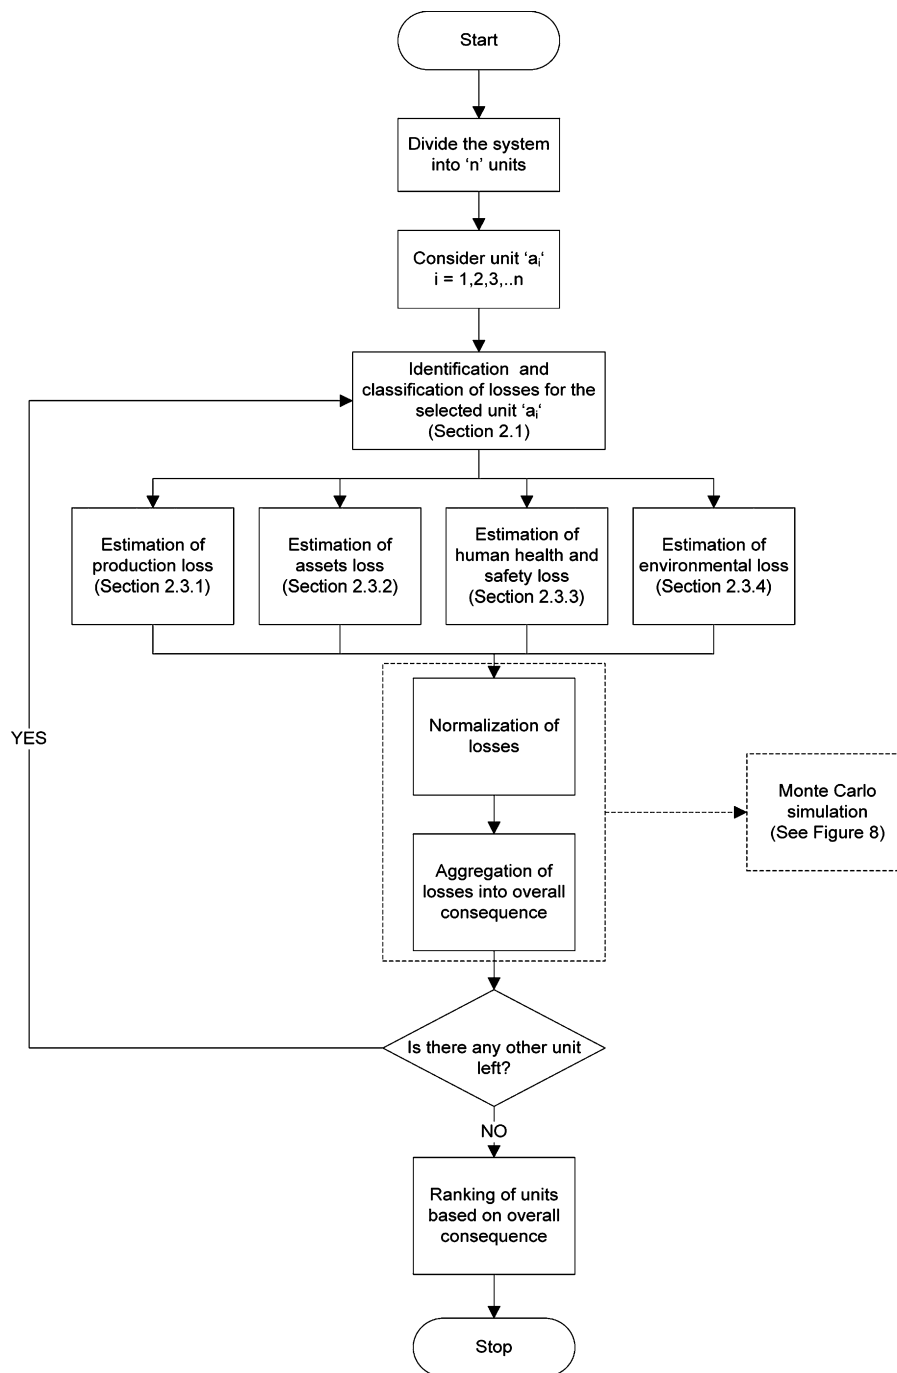 Start
Divide the system
into ‘n’ units
Consider unit ‘aᵢ‘
i = 1,2,3,..n
Identification and
classification of losses for the
selected unit ‘aᵢ‘
(Section 2.1)
Estimation of
production loss
(Section 2.3.1)
Estimation of
assets loss
(Section 2.3.2)
Estimation of
human health and
safety loss
(Section 2.3.3)
Estimation of
environmental loss
(Section 2.3.4)
Normalization of
losses
YES
Monte Carlo
simulation
(See Figure 8)
Aggregation of
losses into overall
consequence
Is there any other unit
left?
NO
Ranking of units
based on overall
consequence
Stop